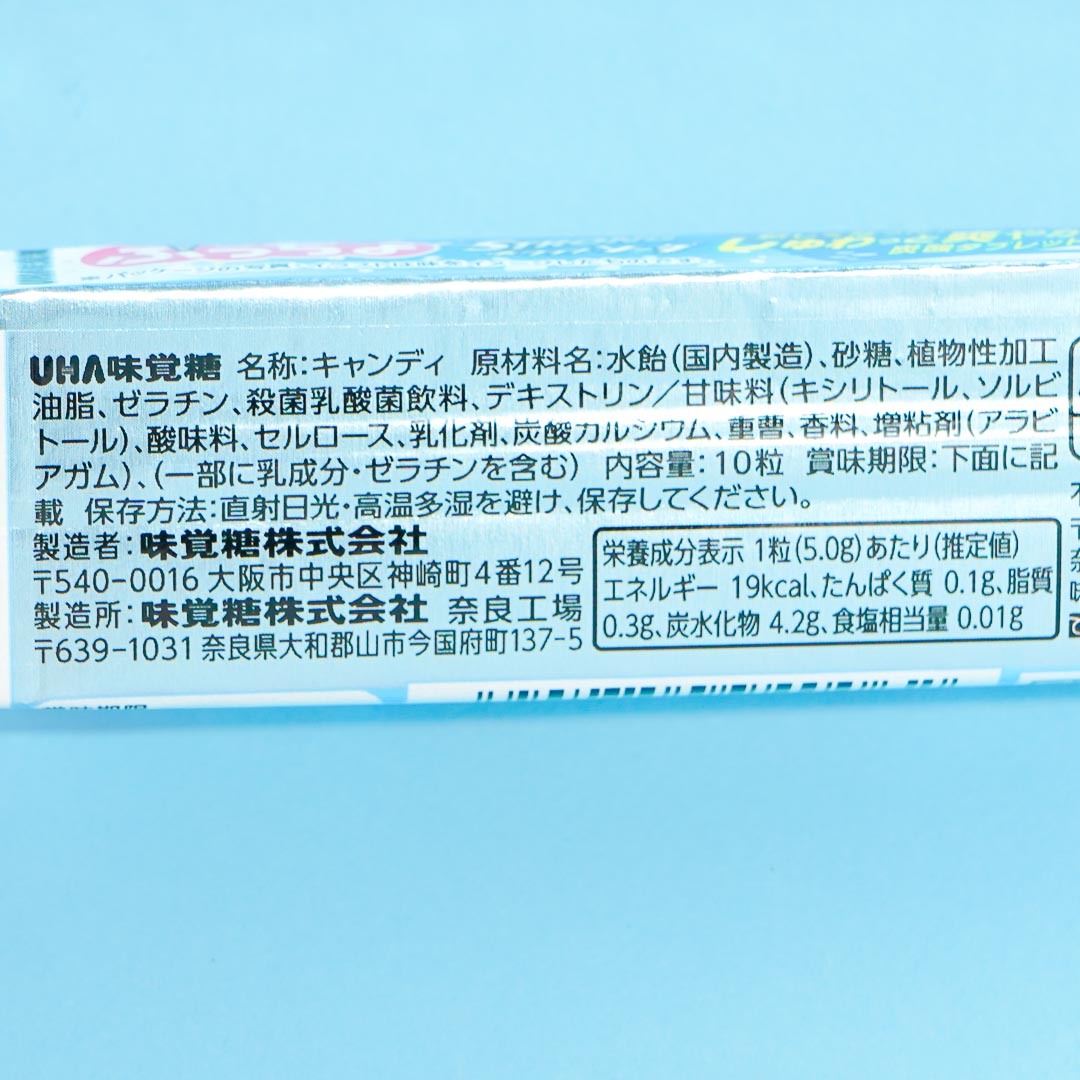 ぷっちょ
UHA味覚糖 名称:キャンディ 原材料名:水飴(国内製造)、砂糖、植物性加工
油脂、ゼラチン、殺菌乳酸菌飲料、デキストリン/甘味料(キシリトール、ソルビ
トール)、酸味料、セルロース、乳化剤、炭酸カルシウム、重曹、香料、増粘剤(アラビ
アガム)、(一部に乳成分・ゼラチンを含む) 内容量:10粒 賞味期限:下面に記
載 保存方法:直射日光・高温多湿を避け、保存してください。
製造者:味覚糖株式会社
〒540-0016 大阪市中央区神崎町4番12号
製造所:味覚糖株式会社 奈良工場
〒639-1031 奈良県大和郡山市今国府町137-5
栄養成分表示 1粒(5.0g)あたり(推定値)
エネルギー 19kcal、たんぱく質 0.1g、脂質
0.3g、炭水化物 4.2g、食塩相当量 0.01g